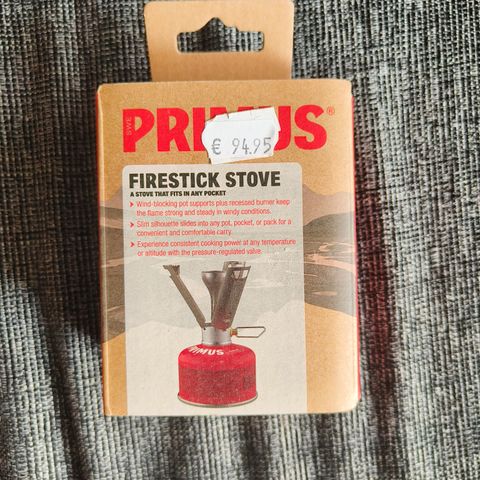 SWE
PRIMUS®
€ 94.95
FIRESTICK STOVE
A STOVE THAT FITS IN ANY POCKET
Wind-blocking pot supports plus recessed burner keep
the flame strong and steady in windy conditions.
Slim silhouette slides into any pot, pocket, or pack for a
convenient and comfortable carry.
Experience consistent cooking power at any temperature
or altitude with the pressure-regulated valve.
PRIMUS